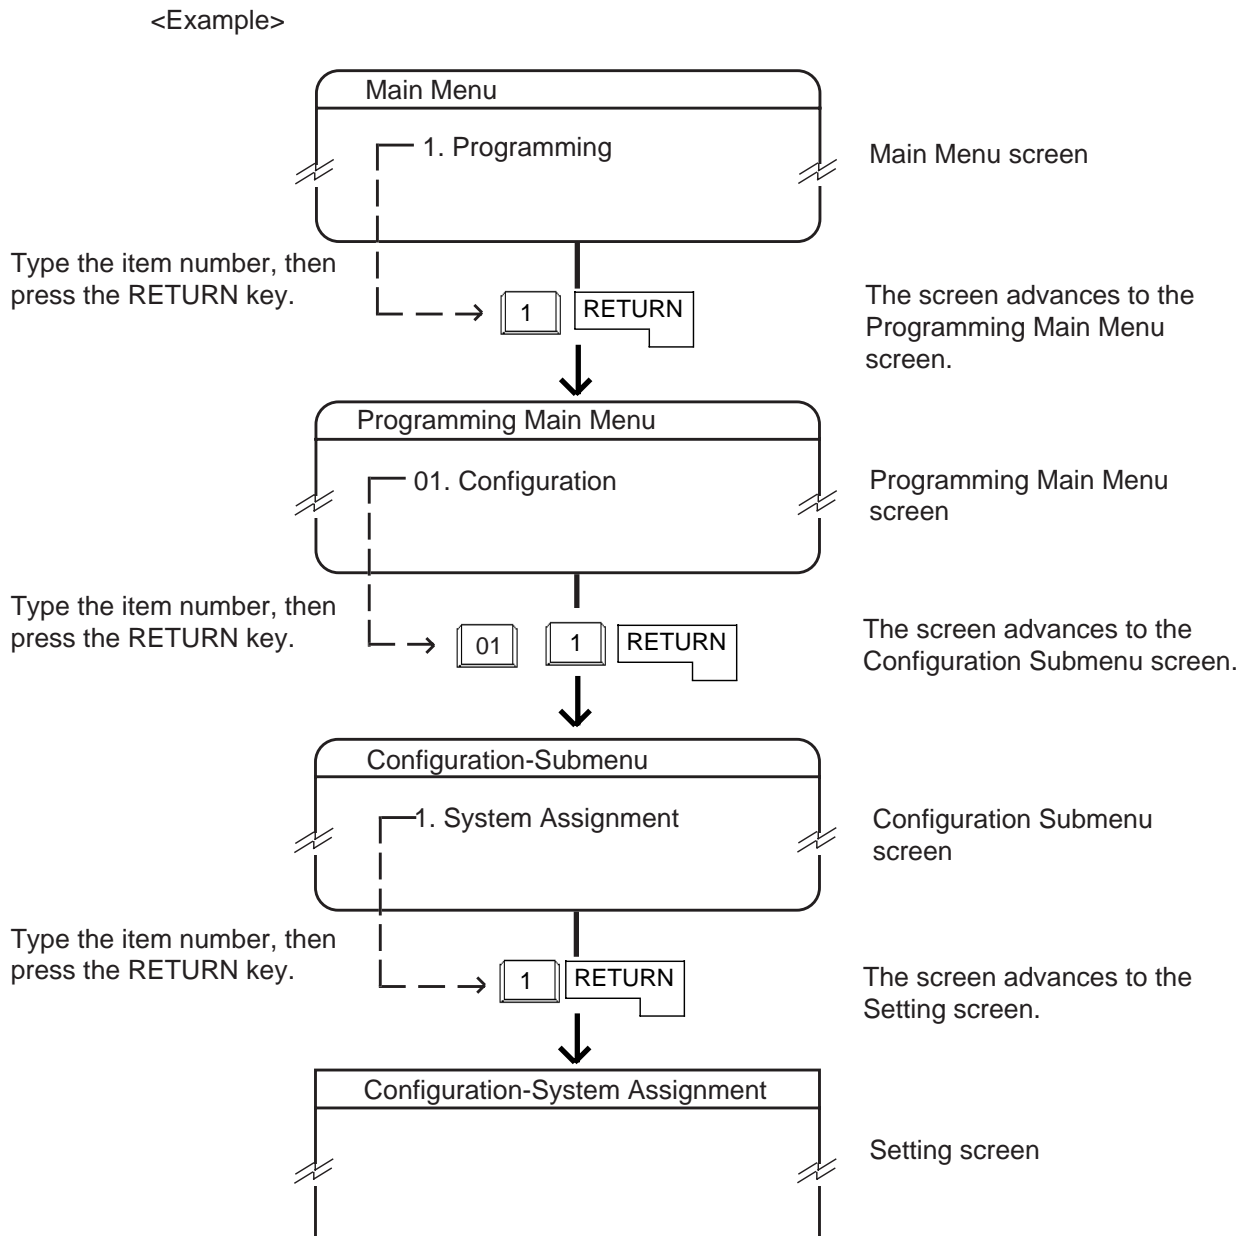 <Example>
Main Menu
1. Programming
Main Menu screen
Type the item number, then
press the RETURN key.
1
RETURN
The screen advances to the
Programming Main Menu
screen.
Programming Main Menu
01. Configuration
Programming Main Menu
screen
Type the item number, then
press the RETURN key.
01
1
RETURN
The screen advances to the
Configuration Submenu screen.
Configuration-Submenu
1. System Assignment
Configuration Submenu
screen
Type the item number, then
press the RETURN key.
1
RETURN
The screen advances to the
Setting screen.
Configuration-System Assignment
Setting screen